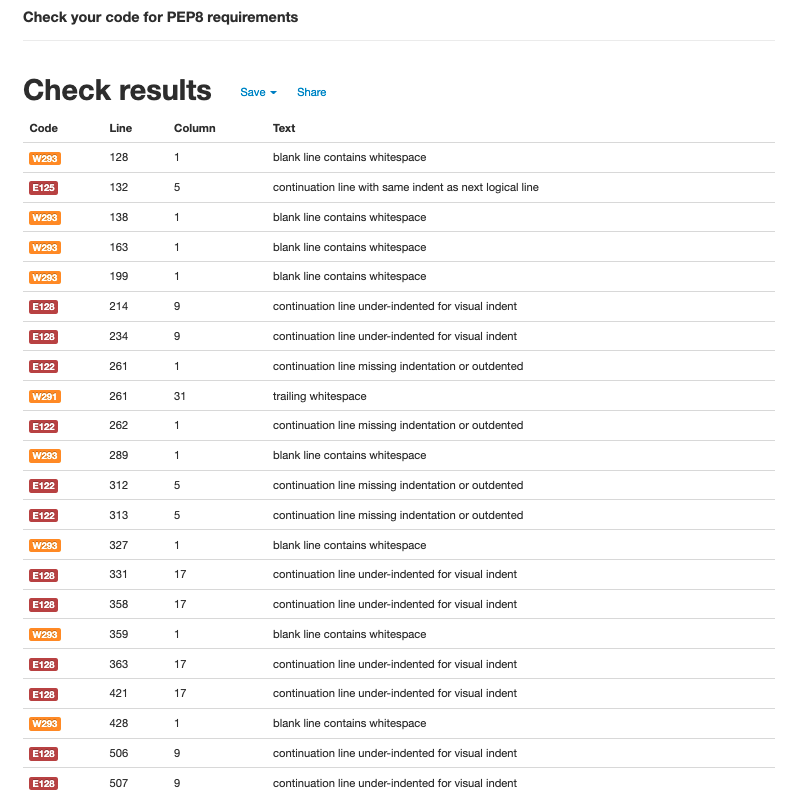 Check your code for PEP8 requirements
Check results Save Share
Code Line Column Text
W293 128 1 blank line contains whitespace
E125 132 5 continuation line with same indent as next logical line
W293 138 1 blank line contains whitespace
W293 163 1 blank line contains whitespace
W293 199 1 blank line contains whitespace
E128 214 9 continuation line under-indented for visual indent
E128 234 9 continuation line under-indented for visual indent
E122 261 1 continuation line missing indentation or outdented
W291 261 31 trailing whitespace
E122 262 1 continuation line missing indentation or outdented
W293 289 1 blank line contains whitespace
E122 312 5 continuation line missing indentation or outdented
E122 313 5 continuation line missing indentation or outdented
W293 327 1 blank line contains whitespace
E128 331 17 continuation line under-indented for visual indent
E128 358 17 continuation line under-indented for visual indent
W293 359 1 blank line contains whitespace
E128 363 17 continuation line under-indented for visual indent
E128 421 17 continuation line under-indented for visual indent
W293 428 1 blank line contains whitespace
E128 506 9 continuation line under-indented for visual indent
E128 507 9 continuation line under-indented for visual indent